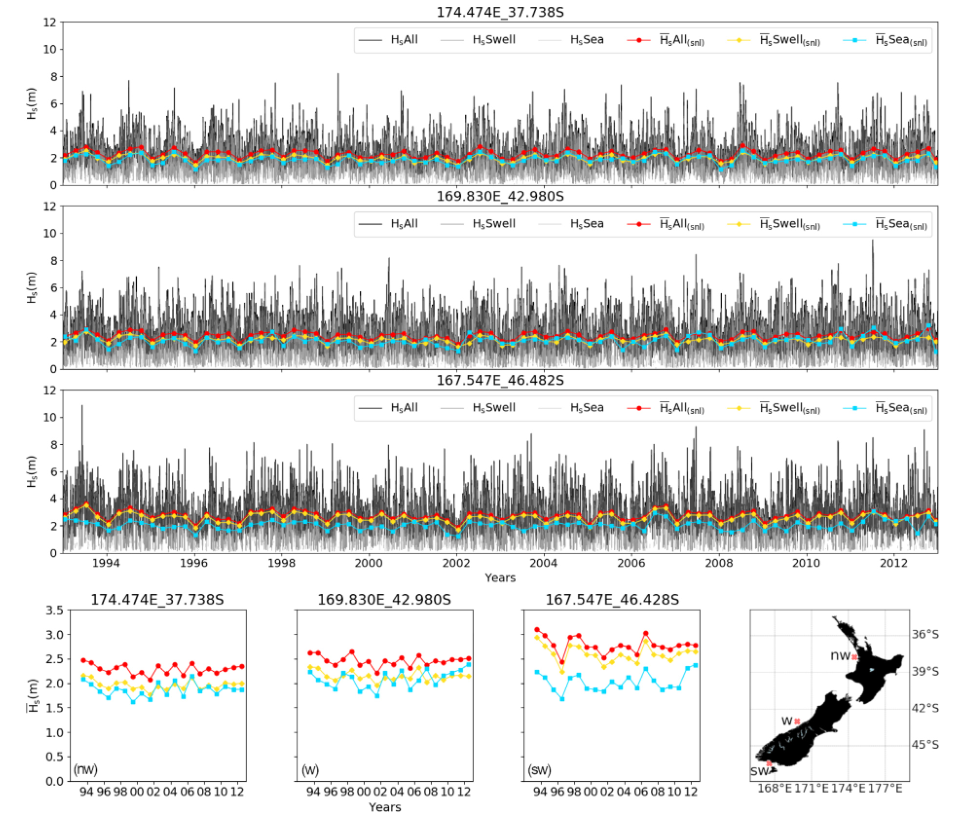 174.474E_37.738S
HsAll HsSwell HsSea H̅sAll(snl) H̅sSwell(snl) H̅sSea(snl)
Hs(m)
12
10
8
6
4
2
0
169.830E_42.980S
HsAll HsSwell HsSea H̅sAll(snl) H̅sSwell(snl) H̅sSea(snl)
Hs(m)
12
10
8
6
4
2
0
167.547E_46.482S
HsAll HsSwell HsSea H̅sAll(snl) H̅sSwell(snl) H̅sSea(snl)
Hs(m)
12
10
8
6
4
2
0
1994 1996 1998 2000 2002 2004 2006 2008 2010 2012
Years
174.474E_37.738S 169.830E_42.980S 167.547E_46.428S
H̅s(m)
3.5
3.0
2.5
2.0
1.5
1.0
0.5
0.0
(nw) (w) (sw)
94 96 98 00 02 04 06 08 10 12
94 96 98 00 02 04 06 08 10 12
94 96 98 00 02 04 06 08 10 12
Years
nw
w
sw
36°S
39°S
42°S
45°S
168°E 171°E 174°E 177°E